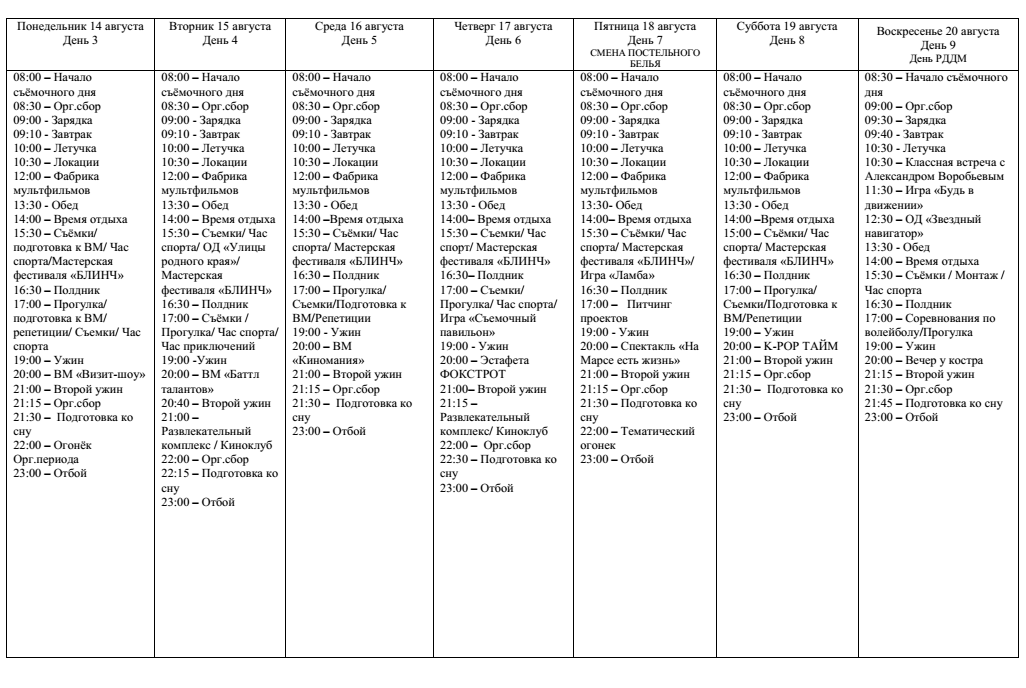 Понедельник 14 августа
День 3
Вторник 15 августа
День 4
Среда 16 августа
День 5
Четверг 17 августа
День 6
Пятница 18 августа
День 7
СМЕНА ПОСТЕЛЬНОГО
БЕЛЬЯ
Суббота 19 августа
День 8
Воскресенье 20 августа
День 9
День РДДМ
08:00 – Начало
съёмочного дня
08:30 – Орг.сбор
09:00 - Зарядка
09:10 - Завтрак
10:00 – Летучка
10:30 – Локации
12:00 – Фабрика
мультфильмов
13:30 - Обед
14:00 – Время отдыха
15:30 – Съёмки/
подготовка к ВМ/ Час
спорта/Мастерская
фестиваля «БЛИНЧ»
16:30 – Полдник
17:00 – Прогулка/
подготовка к ВМ/
репетиции/ Съемки/ Час
спорта
19:00 – Ужин
20:00 – ВМ «Визит-шоу»
21:00 – Второй ужин
21:15 – Орг.сбор
21:30 – Подготовка ко
сну
22:00 – Огонёк
Орг.периода
23:00 – Отбой
08:00 – Начало
съёмочного дня
08:30 – Орг.сбор
09:00 - Зарядка
09:10 - Завтрак
10:00 – Летучка
10:30 – Локации
12:00 – Фабрика
мультфильмов
13:30 - Обед
14:00 – Время отдыха
15:30 – Съёмки/ Час
спорта/ ОД «Улицы
родного края»/
Мастерская
фестиваля «БЛИНЧ»
16:30 – Полдник
17:00 – Съёмки /
Прогулка/ Час спорта/
Час приключений
19:00 -Ужин
20:00 – ВМ «Баттл
талантов»
20:40 – Второй ужин
21:00 –
Развлекательный
комплекс / Киноклуб
22:00 – Орг.сбор
22:15 – Подготовка ко
сну
23:00 – Отбой
08:00 – Начало
съёмочного дня
08:30 – Орг.сбор
09:00 - Зарядка
09:10 - Завтрак
10:00 – Летучка
10:30 – Локации
12:00 – Фабрика
мультфильмов
13:30 - Обед
14:00 –Время отдыха
15:30 – Съёмки/ Час
спорта/ Мастерская
фестиваля «БЛИНЧ»
16:30 – Полдник
17:00 – Прогулка/
Съемки/Подготовка к
ВМ/Репетиции
19:00 - Ужин
20:00 – ВМ
«Киномания»
21:00 – Второй ужин
21:15 – Орг.сбор
21:30 – Подготовка ко
сну
23:00 – Отбой
08:00 – Начало
съёмочного дня
08:30 – Орг.сбор
09:00 - Зарядка
09:10 - Завтрак
10:00 – Летучка
10:30 – Локации
12:00 – Фабрика
мультфильмов
13:30 - Обед
14:00– Время отдыха
15:30 – Съемки/ Час
спорт/ Мастерская
фестиваля «БЛИНЧ»
16:30– Полдник
17:00 – Съемки/
Прогулка/ Час спорта/
Игра «Съемочный
павильон»
19:00 - Ужин
20:00 – Эстафета
ФОКСТРОТ
21:00– Второй ужин
21:15 –
Развлекательный
комплекс/ Киноклуб
22:00 – Орг.сбор
22:30 – Подготовка ко
сну
23:00 – Отбой
08:00 – Начало
съёмочного дня
08:30 – Орг.сбор
09:00 - Зарядка
09:10 - Завтрак
10:00 – Летучка
10:30 – Локации
12:00 – Фабрика
мультфильмов
13:30- Обед
14:00– Время отдыха
15:30 – Съёмки/ Час
спорта/ Мастерская
фестиваля «БЛИНЧ»/
Игра «Ламба»
16:30 – Полдник
17:00 – Питчинг
проектов
19:00 - Ужин
20:00 – Спектакль «На
Марсе есть жизнь»
21:00 – Второй ужин
21:15 – Орг.сбор
21:30 – Подготовка ко
сну
22:00 – Тематический
огонек
23:00 – Отбой
08:00 – Начало
съёмочного дня
08:30 – Орг.сбор
09:00 - Зарядка
09:10 - Завтрак
10:00 – Летучка
10:30 – Локации
12:00 – Фабрика
мультфильмов
13:30 - Обед
14:00 –Время отдыха
15:00 – Съёмки/ Час
спорта/ Мастерская
фестиваля «БЛИНЧ»
16:30 – Полдник
17:00 – Прогулка/
Съемки/Подготовка к
ВМ/Репетиции
19:00 – Ужин
20:00 – K-POP ТАЙМ
21:00 – Второй ужин
21:15 – Орг.сбор
21:30 – Подготовка ко
сну
23:00 – Отбой
08:30 – Начало съёмочного
дня
09:00 – Орг.сбор
09:30 – Зарядка
09:40 - Завтрак
10:30 - Летучка
10:30 – Классная встреча с
Александром Воробьевым
11:30 – Игра «Будь в
движении»
12:30 – ОД «Звездный
навигатор»
13:30 - Обед
14:00 – Время отдыха
15:30 – Съёмки / Монтаж /
Час спорта
16:30 – Полдник
17:00 – Соревнования по
волейболу/Прогулка
19:00 – Ужин
20:00 – Вечер у костра
21:15 – Второй ужин
21:30 – Орг.сбор
21:45 – Подготовка ко сну
23:00 – Отбой